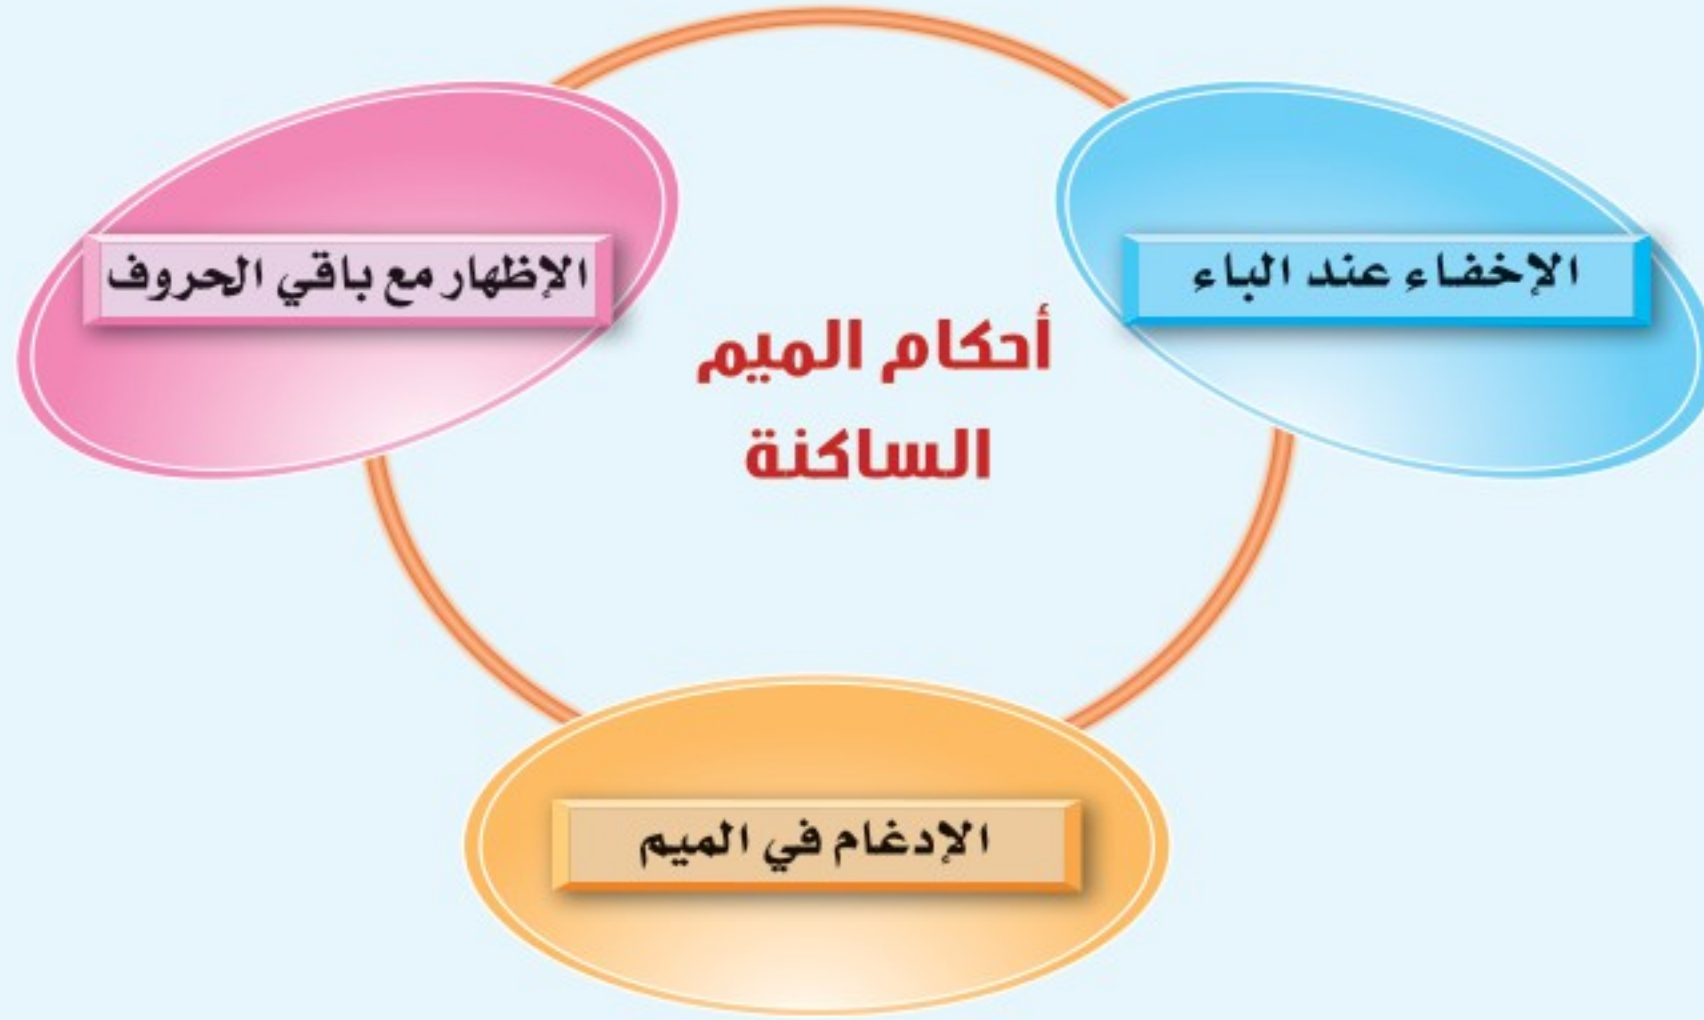 أحكام الميم
الساكنة
الإخفاء عند الباء
الإظهار مع باقي الحروف
الإدغام في الميم